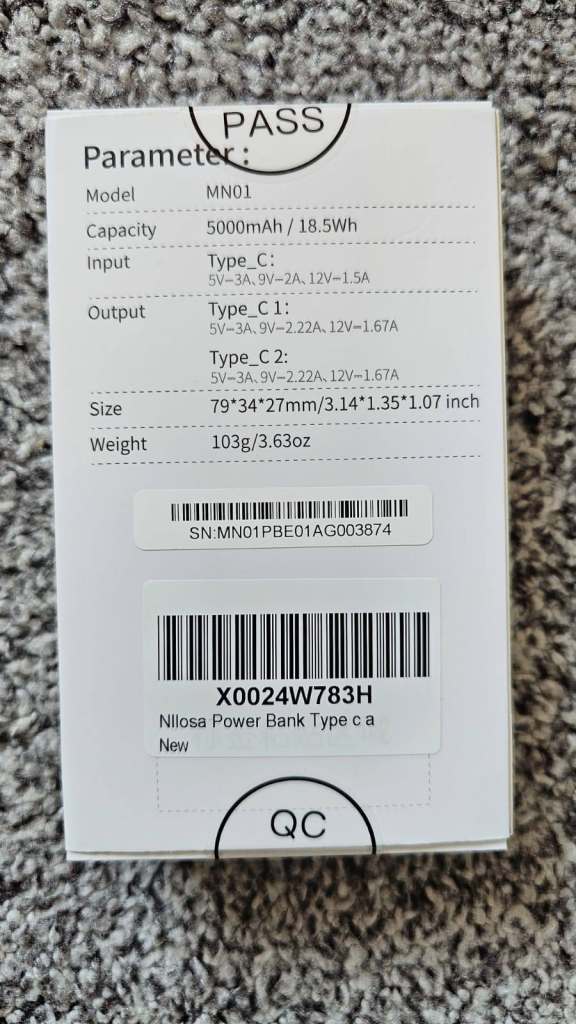 PASS
Parameter :
Model MN01
Capacity 5000mAh / 18.5Wh
Input Type_C:
5V⎓3A、9V⎓2A、12V⎓1.5A
Output Type_C 1:
5V⎓3A、9V⎓2.22A、12V⎓1.67A
Type_C 2:
5V⎓3A、9V⎓2.22A、12V⎓1.67A
Size 79*34*27mm/3.14*1.35*1.07 inch
Weight 103g/3.63oz
SN:MN01PBE01AG003874
X0024W783H
NIlosa Power Bank Type c a
New
QC